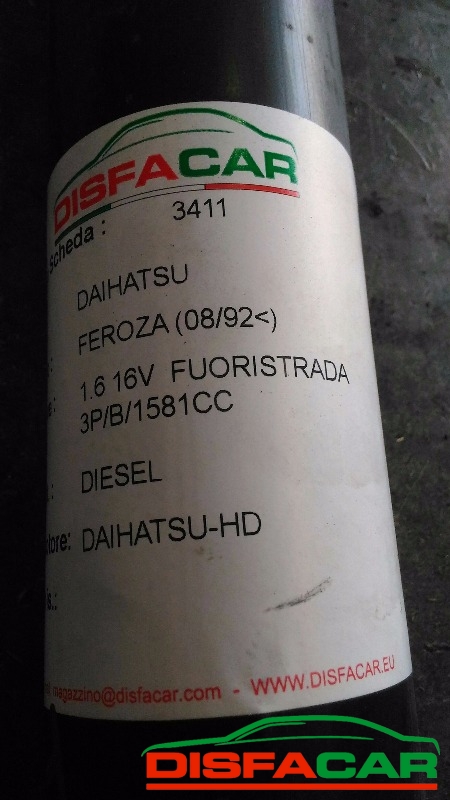 DISFACAR
scheda : 3411
DAIHATSU
FEROZA (08/92<)
1.6 16V FUORISTRADA
3P/B/1581CC
DIESEL
DAIHATSU-HD
magazzino@disfacar.com - WWW.DISFACAR.EU
DISFACAR